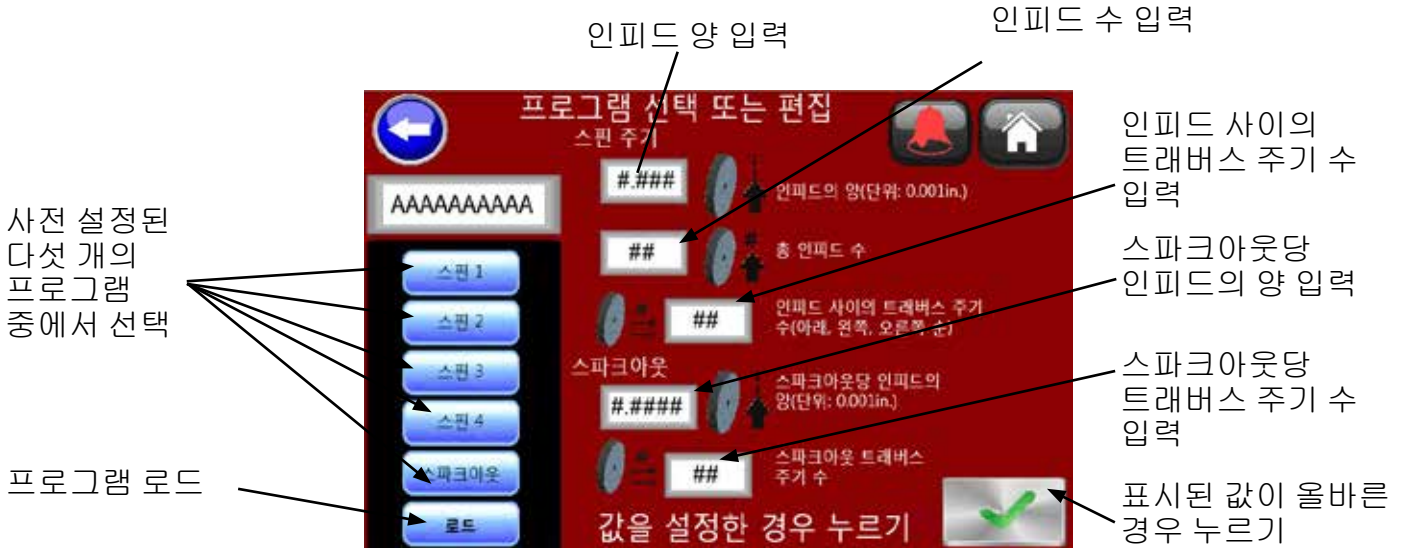 인피드 양 입력
인피드 수 입력
프로그램 선택 또는 편집
스핀 주기
AAAAAAAAAA
#.###
인피드의 양(단위: 0.001in.)
##
#
총 인피드 수
##
인피드 사이의 트래버스 주기
수(아래, 왼쪽, 오른쪽 순)
스파크아웃
#.####
스파크아웃당 인피드의
양(단위: 0.001in.)
##
스파크아웃 트래버스
주기 수
값을 설정한 경우 누르기
스핀 1
스핀 2
스핀 3
스핀 4
스파크아웃
로드
사전 설정된
다섯 개의
프로그램
중에서 선택
프로그램 로드
인피드 사이의
트래버스 주기 수
입력
스파크아웃당
인피드의 양 입력
스파크아웃당
트래버스 주기 수
입력
표시된 값이 올바른
경우 누르기